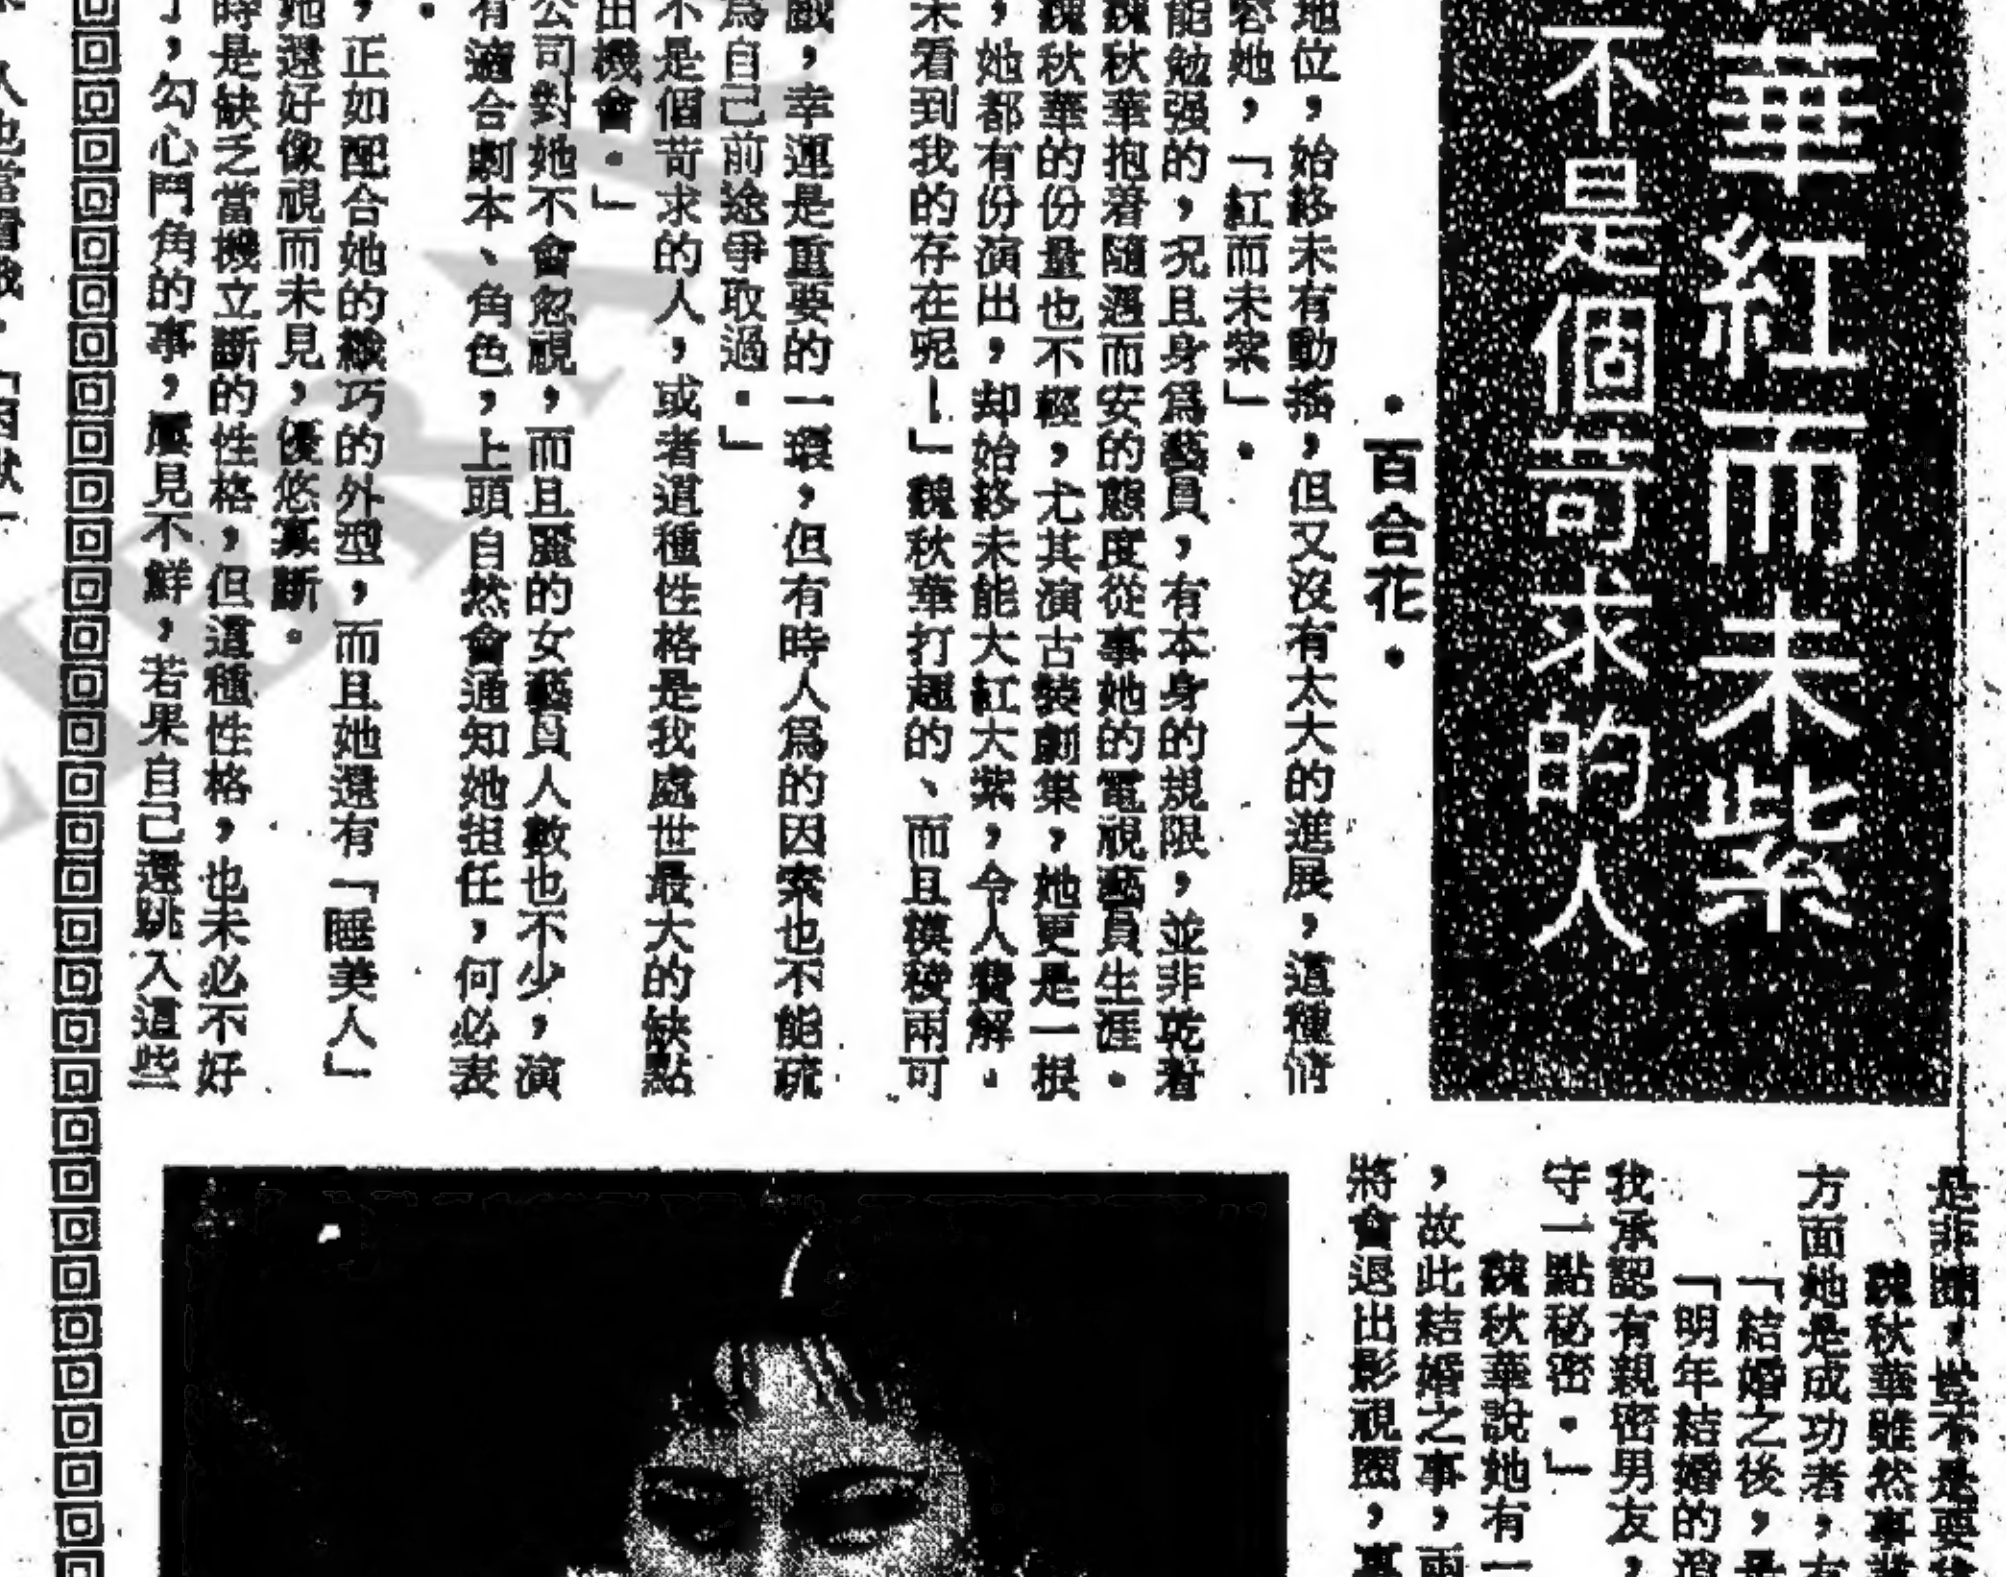 華紅而未紫
不是個苛求的人
•百合花•
地位，始終未有動搖，但又沒有太大的進展，這種情
容她，「紅而未紫」。
能勉强的，况且身爲藝員，有本身的規限，並非乾着
魏秋華抱着隨遇而安的態度從事她的電視藝員生涯。
魏秋華的份量也不輕，尤其演古裝劇集，她更是一根
，她都有份演出，却始終未能大紅大紫，令人費解。
未看到我的存在呢！」魏秋華打趣的、而且模稜兩可
戲，幸運是重要的一環，但有時人爲的因素也不能疏
爲自己前途爭取過。」
不是個苛求的人，或者這種性格是我處世最大的缺點
出機會。」
公司對她不會忽視，而且麗的女藝員人數也不少，演
有適合劇本、角色，上頭自然會通知她担任，何必表
。
，正如配合她的纖巧的外型，而且她還有「睡美人」
她還好像視而未見，優悠寡斷。
時是缺乏當機立斷的性格，但這種性格，也未必不好
了，勾心鬥角的事，屢見不鮮，若果自己還跳入這些
是非圈，豈不是要
魏秋華雖然事業
方面她是成功者，有
「結婚之後，是
「明年結婚的消
我承認有親密男友，
守一點秘密。」
魏秋華說她有一
，故此結婚之事，兩
將會退出影視圈，專